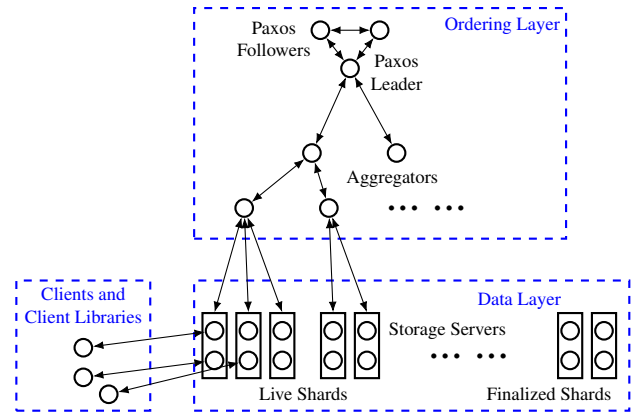 Ordering Layer
Paxos
Followers
Paxos
Leader
Aggregators
... ...
Clients and
Client Libraries
Data Layer
Storage Servers
... ...
Live Shards
Finalized Shards